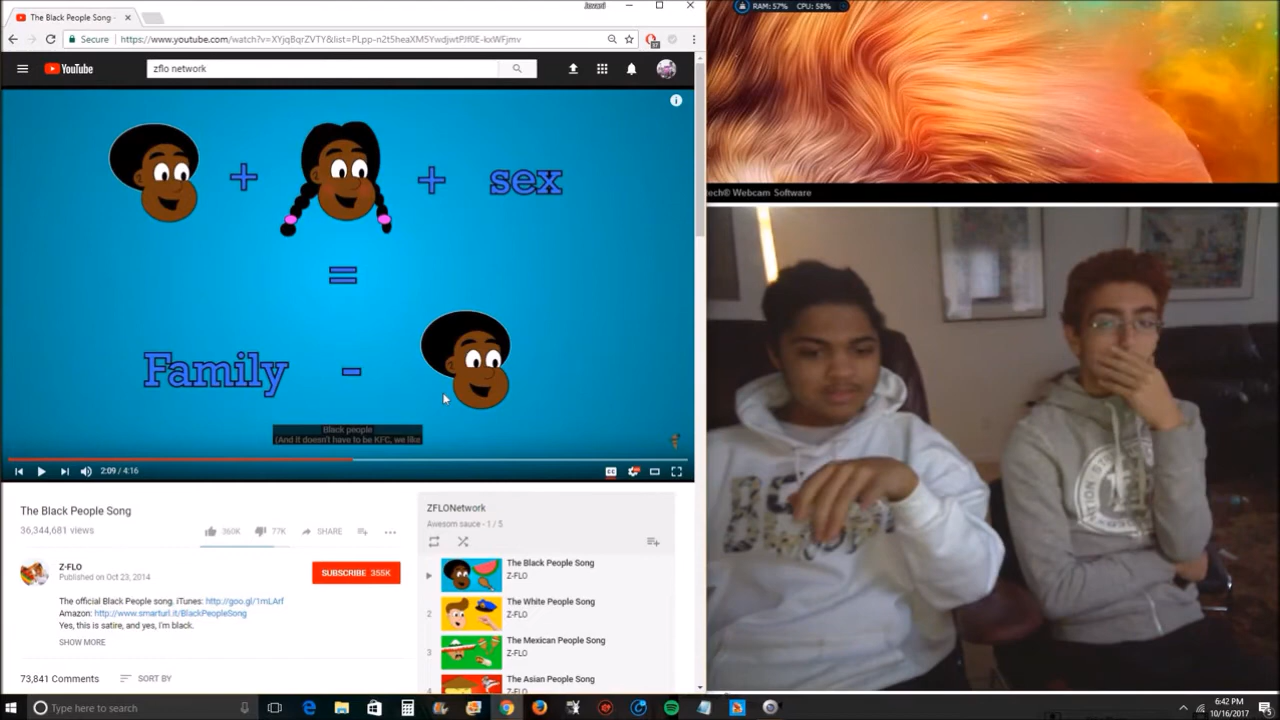 The Black People Song -
Jovani
Secure
https://www.youtube.com/watch?v=XYjqBqrZVTY&list=PLpp-n2t5heaXM5YwdjwtPJf0E-kxWFjmv
YouTube
zflo network
+
+
sex
=
Family
-
Black people
(And It doesn't have to be KFC, we like
2:09 / 4:16
The Black People Song
36,344,681 views
360K
77K
SHARE
Z-FLO
Published on Oct 23, 2014
SUBSCRIBE 355K
The official Black People song. iTunes: http://goo.gl/1mLArf
Amazon: http://www.smarturl.it/BlackPeopleSong
Yes, this is satire, and yes, I'm black.
SHOW MORE
73,841 Comments
SORT BY
ZFLONetwork
Awesom sauce - 1 / 5
The Black People Song
Z-FLO
2
The White People Song
Z-FLO
3
The Mexican People Song
Z-FLO
4
The Asian People Song
Z-FLO
RAM: 57% CPU: 58%
tech® Webcam Software
Type here to search
6:42 PM
10/16/2017